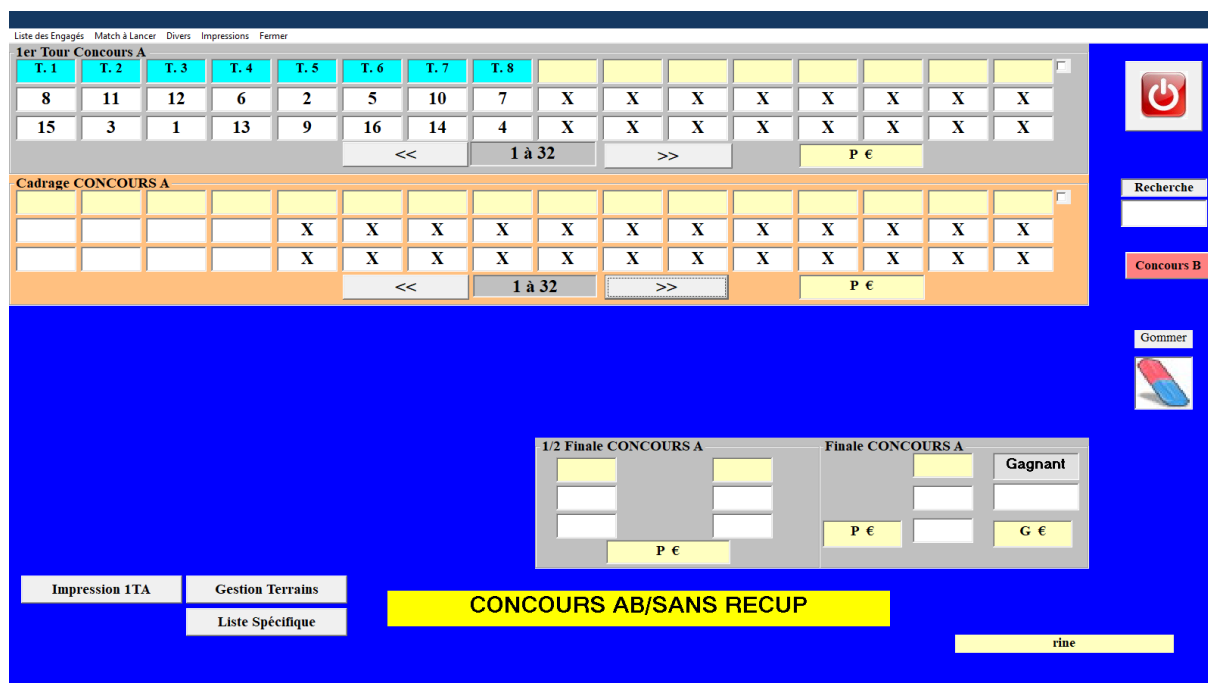 Liste des Engagés Match à Lancer Divers Impressions Fermer
1er Tour Concours A
T. 1 T. 2 T. 3 T. 4 T. 5 T. 6 T. 7 T. 8
8 11 12 6 2 5 10 7 X X X X X X X X
15 3 1 13 9 16 14 4 X X X X X X X X
<< 1 à 32 >> P €
Cadrage CONCOURS A
X X X X X X X X X X X X
X X X X X X X X X X X X
<< 1 à 32 >> P €
Recherche
Concours B
Gommer
1/2 Finale CONCOURS A
P €
Finale CONCOURS A
Gagnant
P € G €
Impression 1TA Gestion Terrains
Liste Spécifique
CONCOURS AB/SANS RECUP
rine